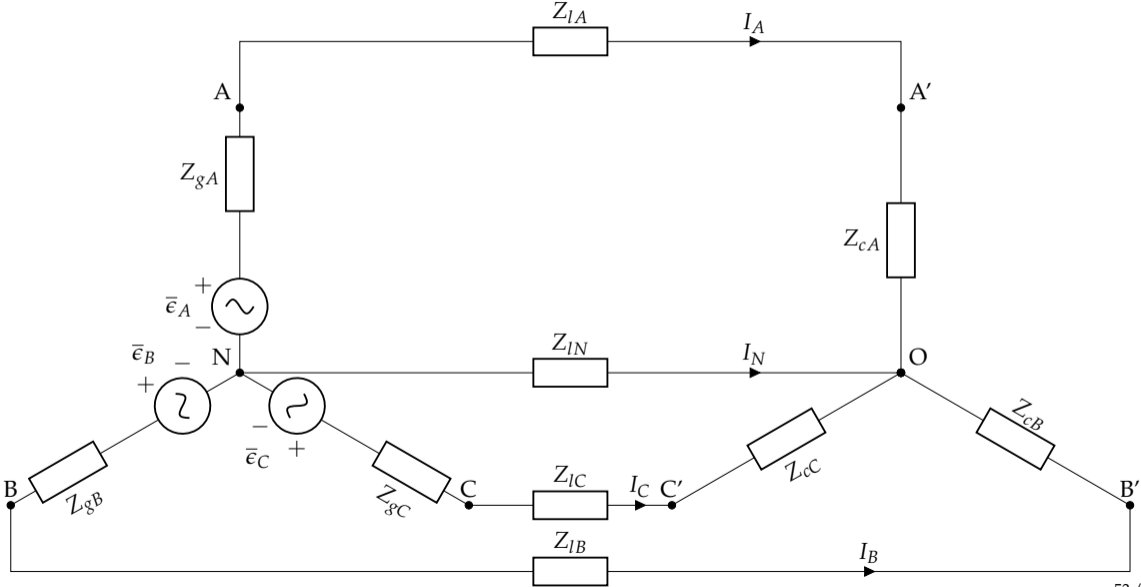 Z_{lA} I_A
A A′
Z_{gA}
Z_{cA}
+
ϵ̄_A
−
Z_{lN} I_N
ϵ̄_B − N O
+
Z_{cB}
−
ϵ̄_C +
Z_{cC}
Z_{lC} I_C
B Z_{gB} Z_{gC} C C′ B′
Z_{lB} I_B